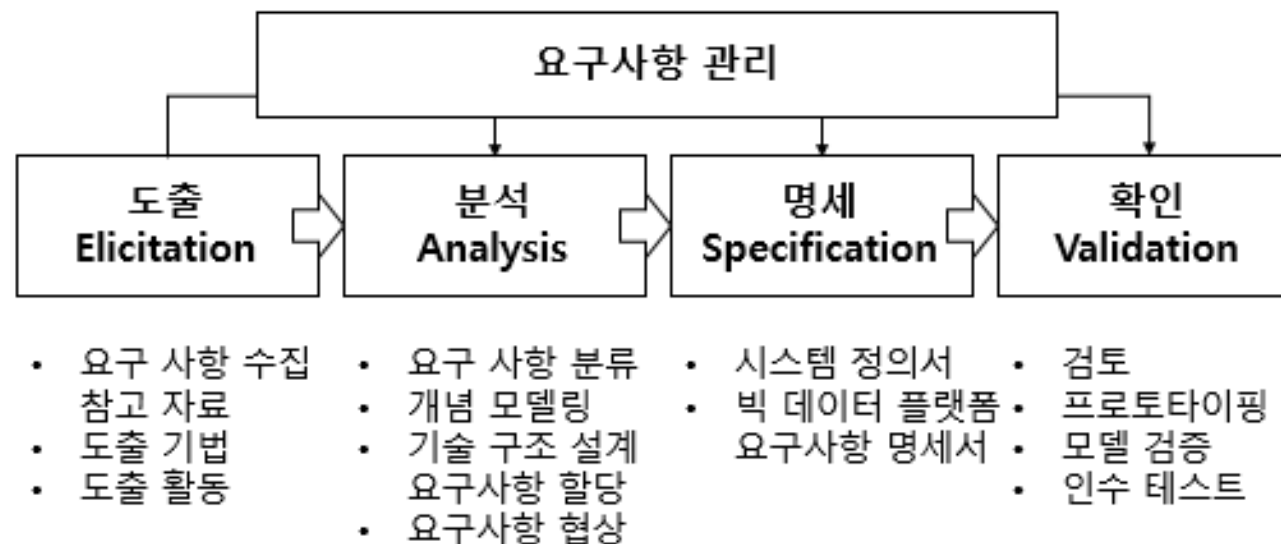 요구사항 관리
도출
Elicitation
분석
Analysis
명세
Specification
확인
Validation
• 요구 사항 수집
참고 자료
• 도출 기법
• 도출 활동
• 요구 사항 분류
• 개념 모델링
• 기술 구조 설계
요구사항 할당
• 요구사항 협상
• 시스템 정의서
• 빅 데이터 플랫폼
요구사항 명세서
• 검토
• 프로토타이핑
• 모델 검증
• 인수 테스트